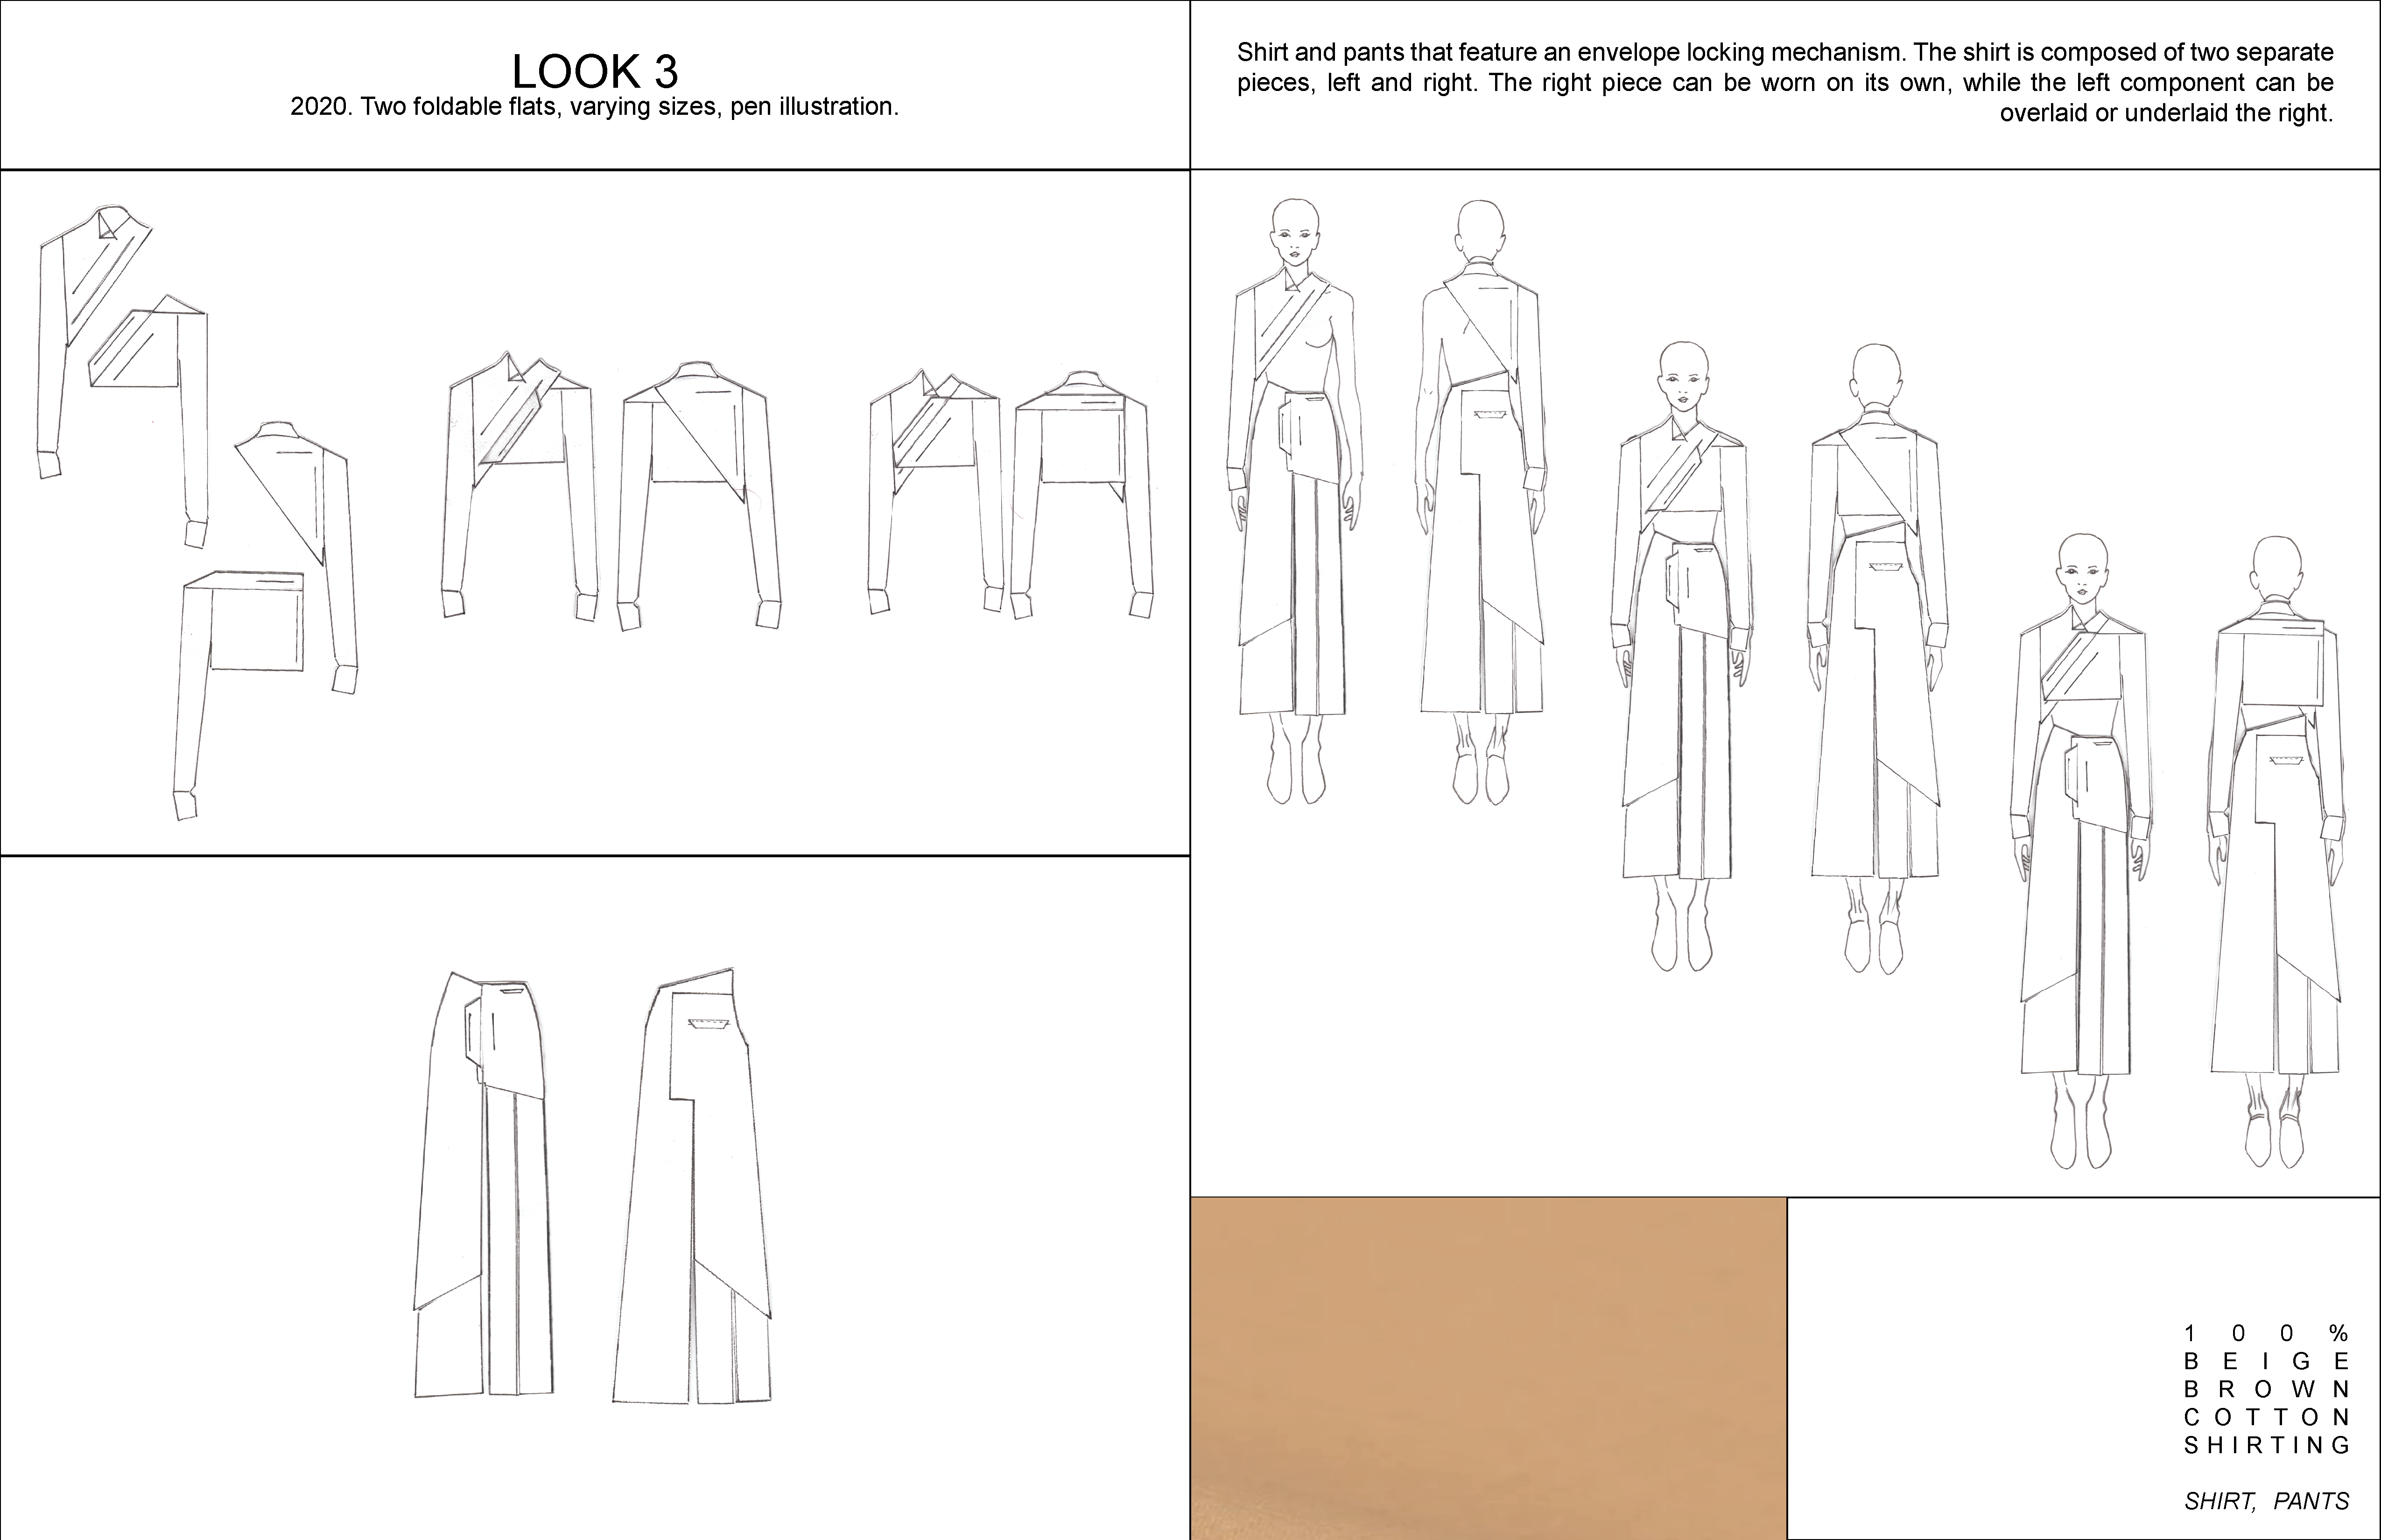 LOOK 3
2020. Two foldable flats, varying sizes, pen illustration.
Shirt and pants that feature an envelope locking mechanism. The shirt is composed of two separate
pieces, left and right. The right piece can be worn on its own, while the left component can be
overlaid or underlaid the right.
100%
BEIGE
BROWN
COTTON
SHIRTING
SHIRT, PANTS